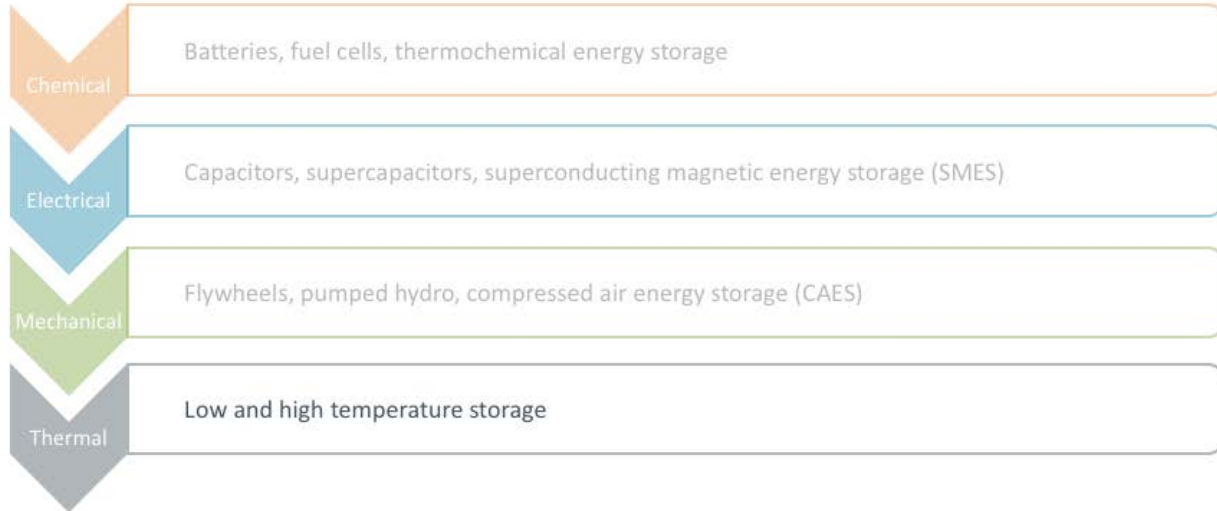 Chemical
Batteries, fuel cells, thermochemical energy storage
Electrical
Capacitors, supercapacitors, superconducting magnetic energy storage (SMES)
Mechanical
Flywheels, pumped hydro, compressed air energy storage (CAES)
Thermal
Low and high temperature storage